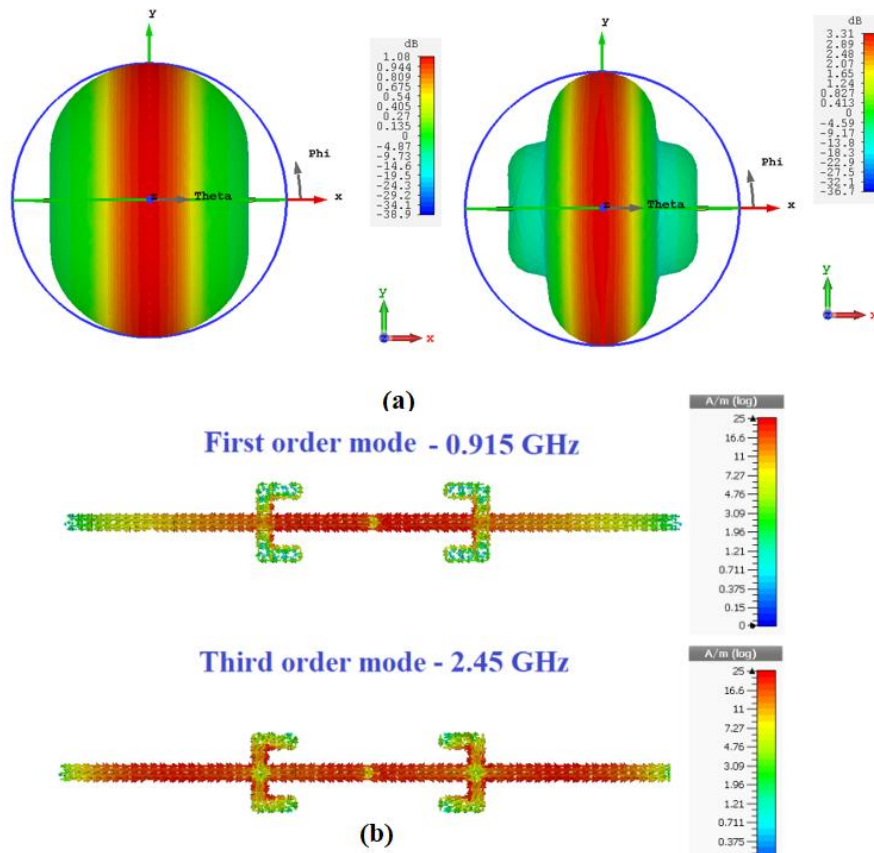 y
dB
1.08
0.944
0.809
0.675
0.54
0.405
0.27
0.135
0
-4.87
-9.73
-14.6
-19.5
-24.3
-29.2
-34.1
-38.9
Phi
z
Theta
x
y
x
y
dB
3.31
2.89
2.48
2.07
1.65
1.24
0.827
0.413
0
-4.59
-9.17
-13.8
-18.3
-22.9
-27.5
-32.1
-36.7
Phi
z
Theta
x
y
x
(a)
First order mode - 0.915 GHz
A/m (log)
25
16.6
11
7.27
4.76
3.09
1.96
1.21
0.711
0.375
0.15
0
Third order mode - 2.45 GHz
A/m (log)
25
16.6
11
7.27
4.76
3.09
1.96
1.21
0.711
0.375
(b)